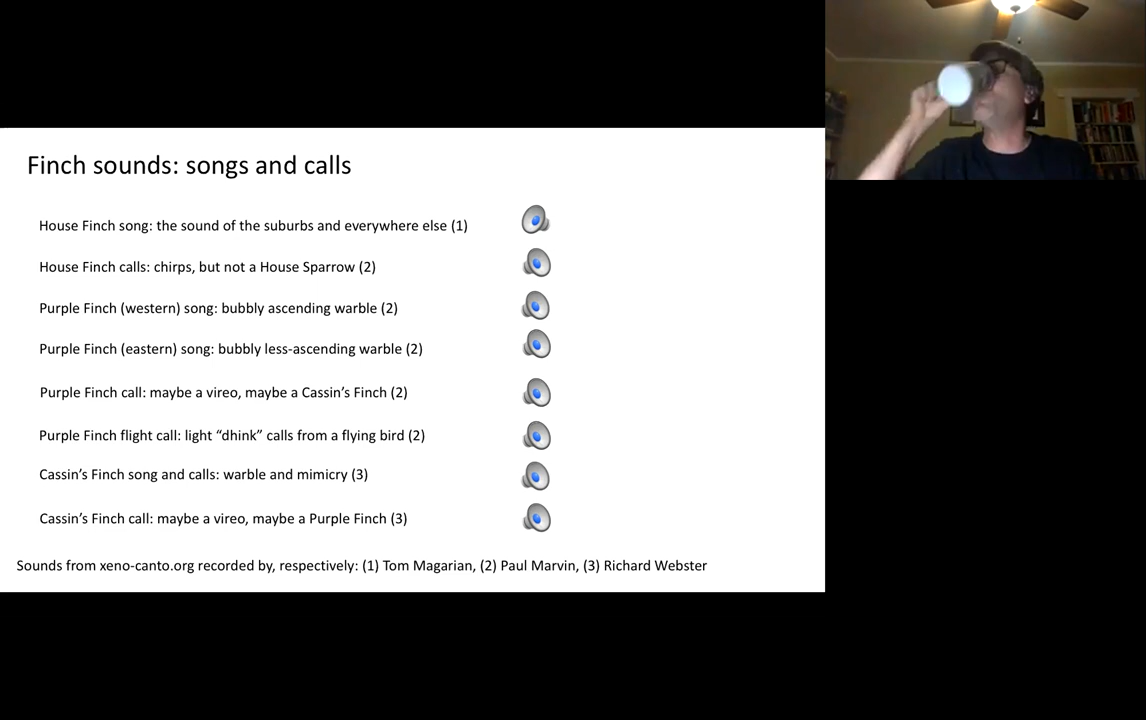 Finch sounds: songs and calls
House Finch song: the sound of the suburbs and everywhere else (1)
House Finch calls: chirps, but not a House Sparrow (2)
Purple Finch (western) song: bubbly ascending warble (2)
Purple Finch (eastern) song: bubbly less-ascending warble (2)
Purple Finch call: maybe a vireo, maybe a Cassin’s Finch (2)
Purple Finch flight call: light “dhink” calls from a flying bird (2)
Cassin’s Finch song and calls: warble and mimicry (3)
Cassin’s Finch call: maybe a vireo, maybe a Purple Finch (3)
Sounds from xeno-canto.org recorded by, respectively: (1) Tom Magarian, (2) Paul Marvin, (3) Richard Webster